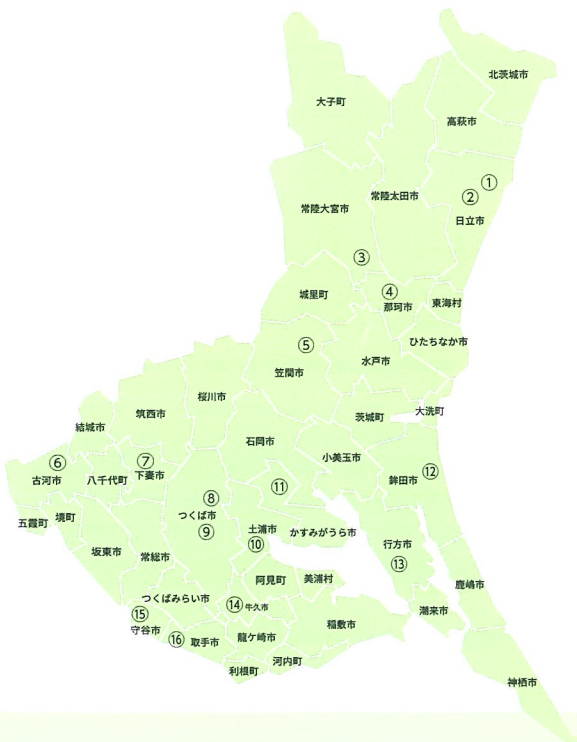 北茨城市
大子町
高萩市
①
②
常陸太田市
常陸大宮市
日立市
③
④
城里町
那珂市
東海村
⑤
ひたちなか市
水戸市
笠間市
桜川市
筑西市
茨城町
大洗町
結城市
石岡市
小美玉市
⑥
⑦
古河市
八千代町
下妻市
鉾田市
⑫
⑪
⑧
つくば市
五霞町
境町
⑨
土浦市
かすみがうら市
⑩
行方市
坂東市
常総市
⑬
阿見町
美浦村
鹿嶋市
つくばみらい市
⑭
牛久市
潮来市
⑮
守谷市
稲敷市
⑯
取手市
龍ケ崎市
河内町
利根町
神栖市